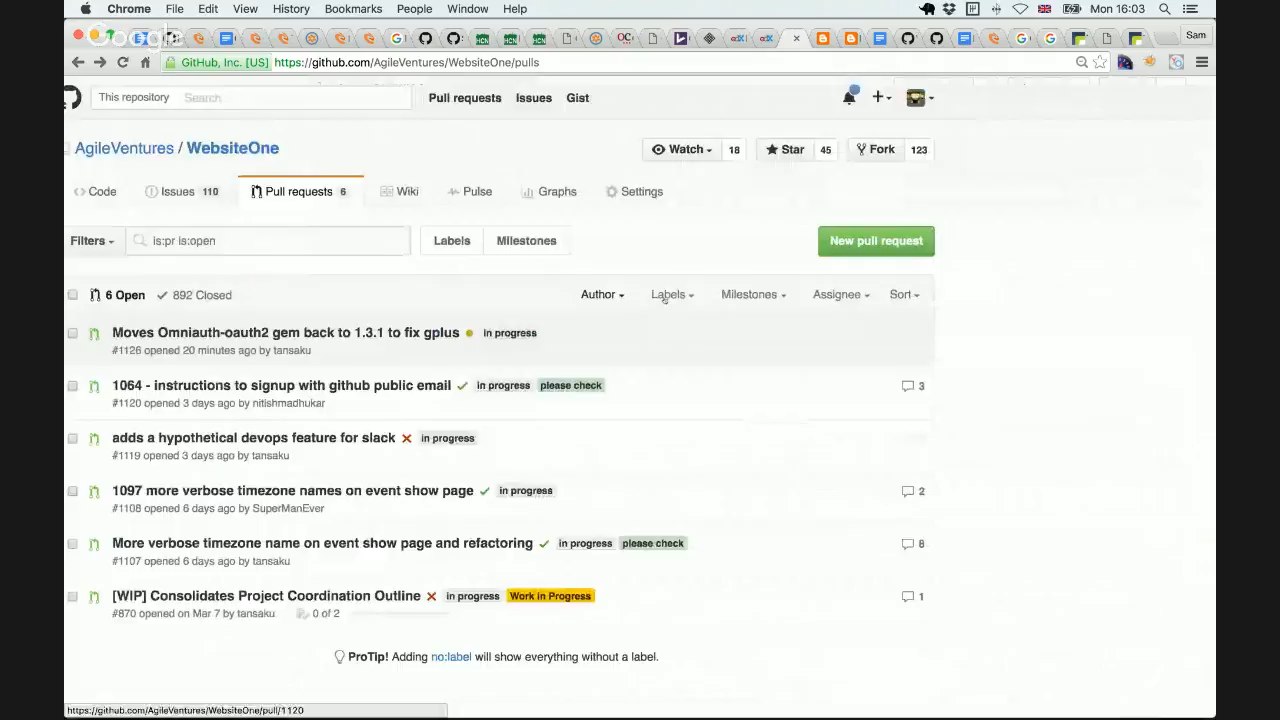 Chrome File Edit View History Bookmarks People Window Help Mon 16:03
Google
Sam
GitHub, Inc. [US] https://github.com/AgileVentures/WebsiteOne/pulls
This repository Search... Pull requests Issues Gist
AgileVentures / WebsiteOne Watch 18 Star 45 Fork 123
Code Issues 110 Pull requests 6 Wiki Pulse Graphs Settings
Filters is:pr is:open Labels Milestones New pull request
6 Open 892 Closed Author Labels Milestones Assignee Sort
Moves Omniauth-oauth2 gem back to 1.3.1 to fix gplus in progress
#1126 opened 20 minutes ago by tansaku
1064 - instructions to signup with github public email in progress please check 3
#1120 opened 3 days ago by nitishmadhukar
adds a hypothetical devops feature for slack in progress
#1119 opened 3 days ago by tansaku
1097 more verbose timezone names on event show page in progress 2
#1108 opened 6 days ago by SuperManEver
More verbose timezone name on event show page and refactoring in progress please check 8
#1107 opened 6 days ago by tansaku
[WIP] Consolidates Project Coordination Outline in progress Work in Progress 1
#870 opened on Mar 7 by tansaku 0 of 2
ProTip! Adding no:label will show everything without a label.
https://github.com/AgileVentures/WebsiteOne/pull/1120